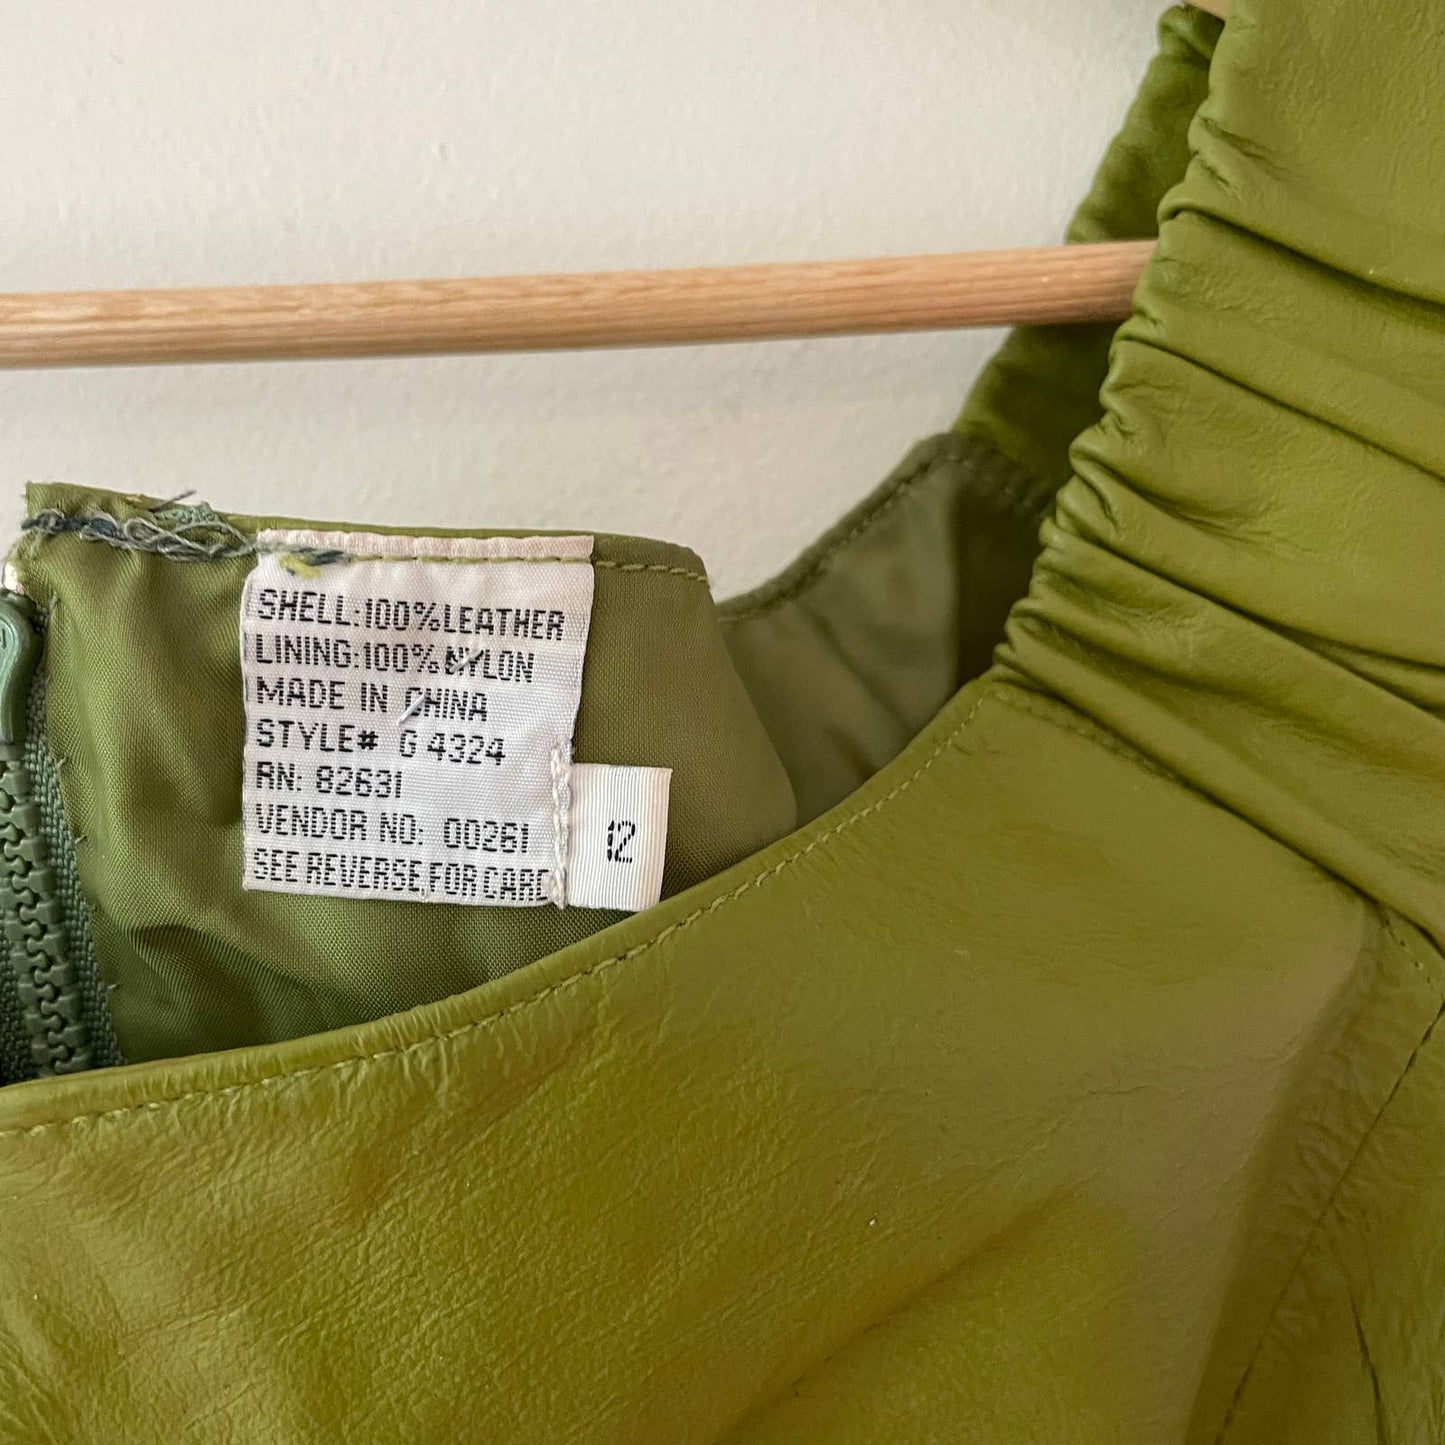 SHELL:100%LEATHER
LINING:100% NYLON
MADE IN CHINA
STYLE# G 4324
RN: 82631
VENDOR NO: 00261
SEE REVERSE FOR CARE
12